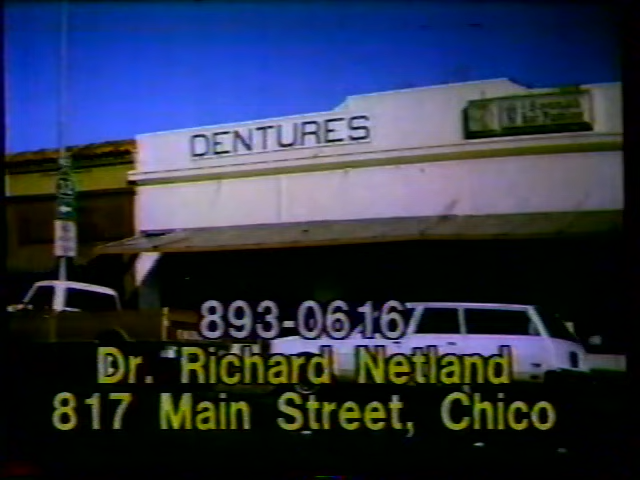 DENTURES
893-0616
Dr. Richard Netland
817 Main Street, Chico